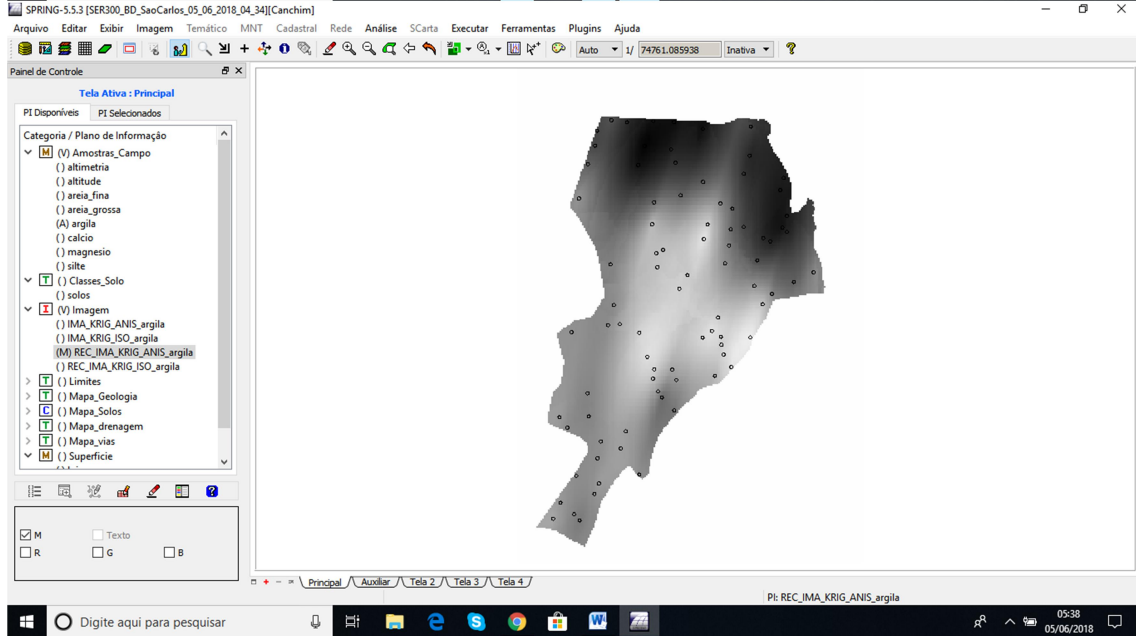 SPRING-5.5.3 [SER300_BD_SaoCarlos_05_06_2018_04_34][Canchim]
Arquivo Editar Exibir Imagem Temático MNT Cadastral Rede Análise SCarta Executar Ferramentas Plugins Ajuda
Auto 1/ 74761.085938 Inativa
Painel de Controle
Tela Ativa : Principal
PI Disponíveis PI Selecionados
Categoria / Plano de Informação
M (V) Amostras_Campo
( ) altimetria
( ) altitude
( ) areia_fina
( ) areia_grossa
(A) argila
( ) calcio
( ) magnesio
( ) silte
T ( ) Classes_Solo
( ) solos
I (V) Imagem
( ) IMA_KRIG_ANIS_argila
( ) IMA_KRIG_ISO_argila
(M) REC_IMA_KRIG_ANIS_argila
( ) REC_IMA_KRIG_ISO_argila
T ( ) Limites
T ( ) Mapa_Geologia
C ( ) Mapa_Solos
T ( ) Mapa_drenagem
T ( ) Mapa_vias
M ( ) Superficie
M Texto
R G B
Principal Auxiliar Tela 2 Tela 3 Tela 4
PI: REC_IMA_KRIG_ANIS_argila
Digite aqui para pesquisar
05:38
05/06/2018